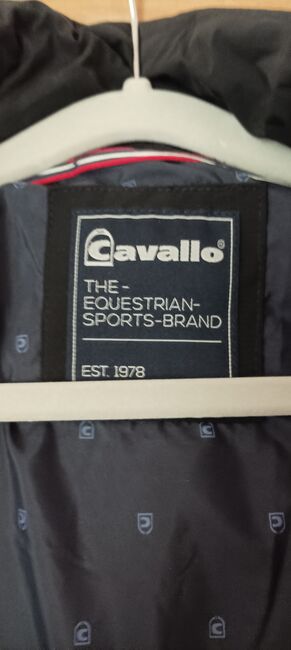 Cavallo®
THE-
EQUESTRIAN-
SPORTS-BRAND
EST. 1978